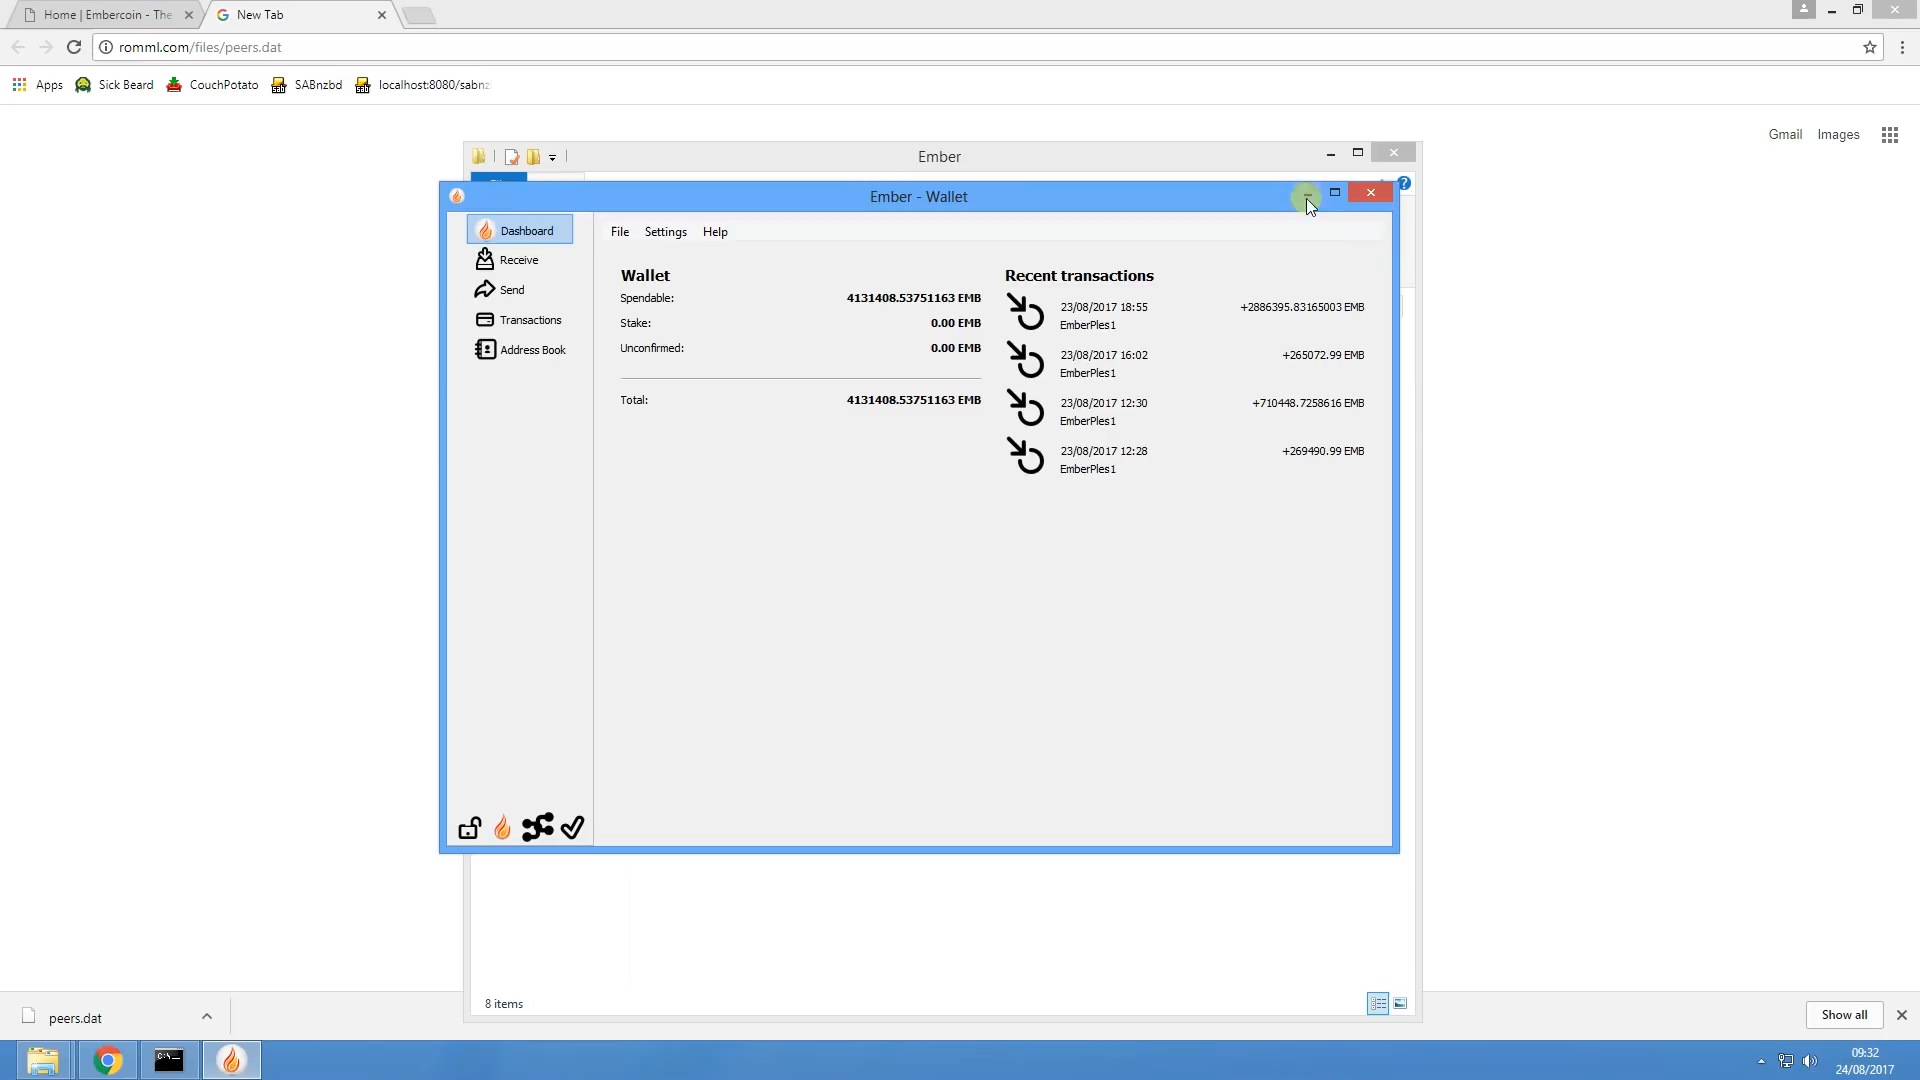 Home | Embercoin - The
New Tab
romml.com/files/peers.dat
Apps
Sick Beard
CouchPotato
SABnzbd
localhost:8080/sabnz
Gmail
Images
Ember
Ember - Wallet
Dashboard
Receive
Send
Transactions
Address Book
File
Settings
Help
Wallet
Spendable:
4131408.53751163 EMB
Stake:
0.00 EMB
Unconfirmed:
0.00 EMB
Total:
4131408.53751163 EMB
Recent transactions
23/08/2017 18:55
+2886395.83165003 EMB
EmberPles1
23/08/2017 16:02
+265072.99 EMB
EmberPles1
23/08/2017 12:30
+710448.7258616 EMB
EmberPles1
23/08/2017 12:28
+269490.99 EMB
EmberPles1
8 items
peers.dat
Show all
09:32
24/08/2017